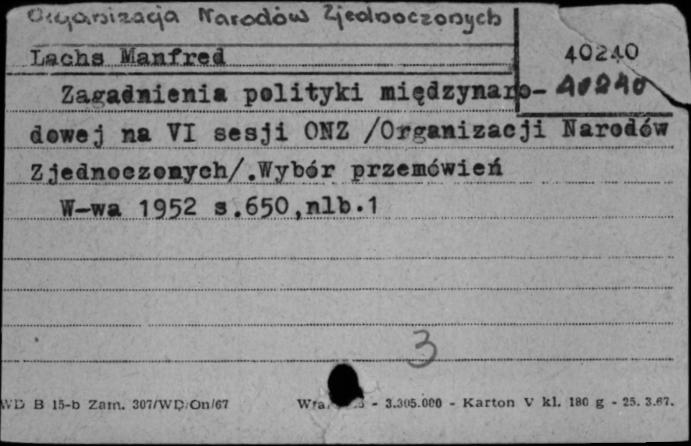 Organizacja Narodów Zjednoczonych
Lachs Manfred
40240
40240
Zagadnienia polityki międzynaro-
dowej na VI sesji ONZ /Organizacji Narodów
Zjednoczonych/.Wybór przemówień
W-wa 1952 s.650,nlb.1
3
WD B 15-b Zam. 307/WD/On/67
- 3.305.000 - Karton V kl. 180 g - 25. 3.67.